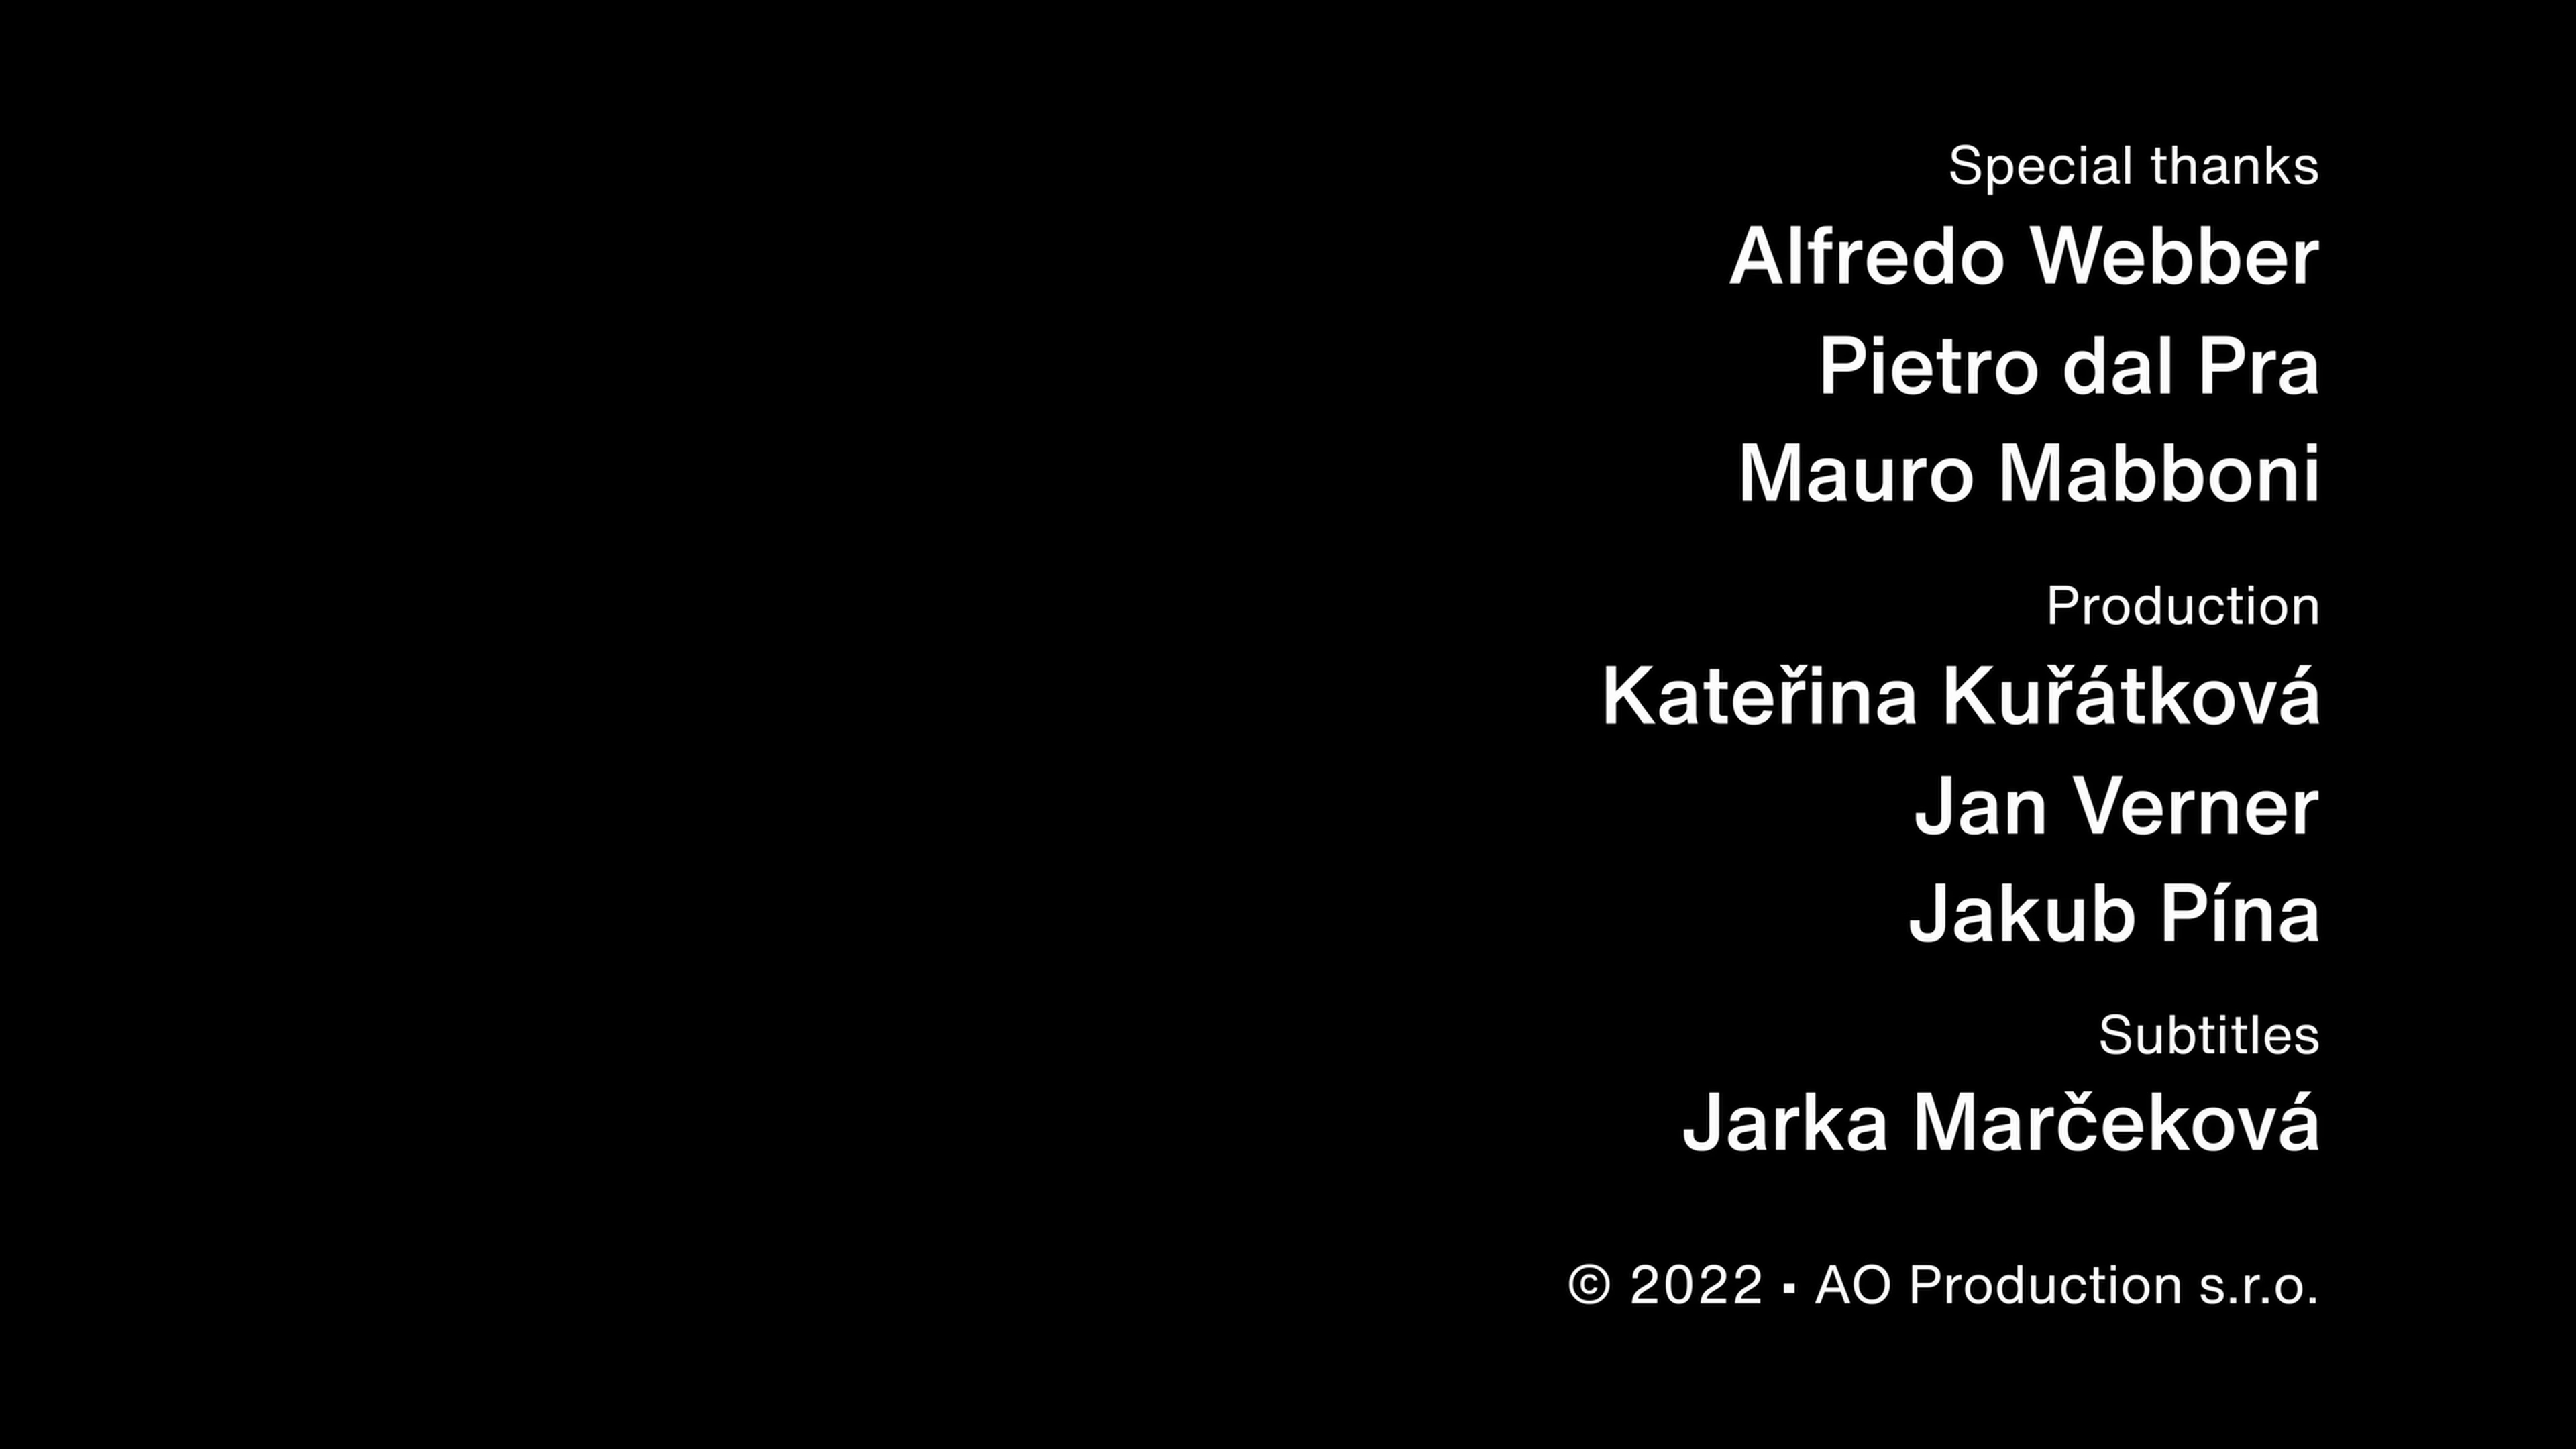 Special thanks
Alfredo Webber
Pietro dal Pra
Mauro Mabboni
Production
Kateřina Kuřátková
Jan Verner
Jakub Pína
Subtitles
Jarka Marčeková
© 2022 ▪ AO Production s.r.o.